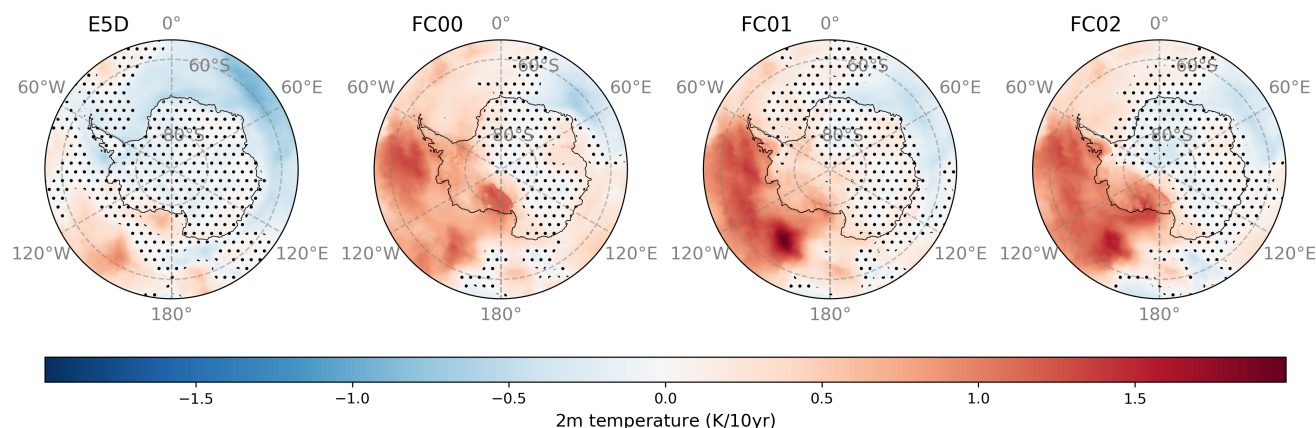 E5D 0° FC00 0° FC01 0° FC02 0°
60°W 60°S 60°E 60°W 60°S 60°E 60°W 60°S 60°E 60°W 60°S 60°E
80°S 80°S 80°S 80°S
120°W 120°E 120°W 120°E 120°W 120°E 120°W 120°E
180° 180° 180° 180°
−1.5 −1.0 −0.5 0.0 0.5 1.0 1.5
2m temperature (K/10yr)